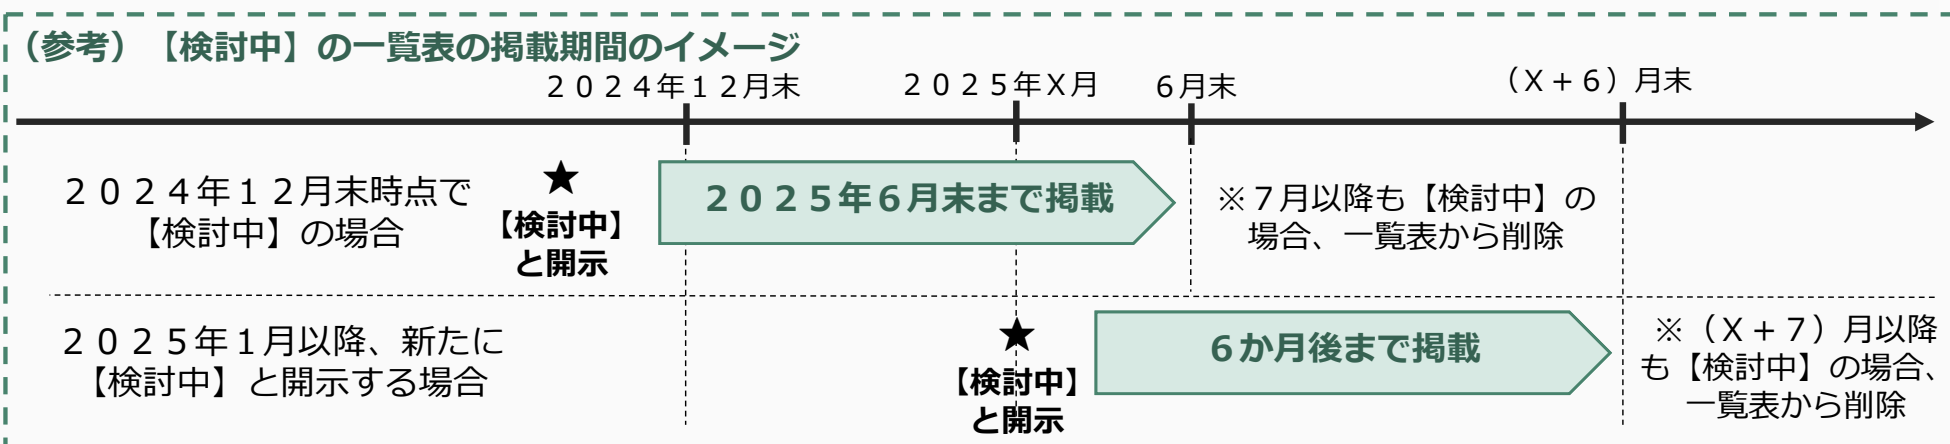 （参考）【検討中】の一覧表の掲載期間のイメージ
２０２４年１２月末
２０２５年Ｘ月
６月末
（Ｘ＋６）月末
２０２４年１２月末時点で
【検討中】の場合
★
【検討中】
と開示
２０２５年６月末まで掲載
※７月以降も【検討中】の
場合、一覧表から削除
２０２５年１月以降、新たに
【検討中】と開示する場合
★
【検討中】
と開示
６か月後まで掲載
※（Ｘ＋７）月以降
も【検討中】の場合、
一覧表から削除